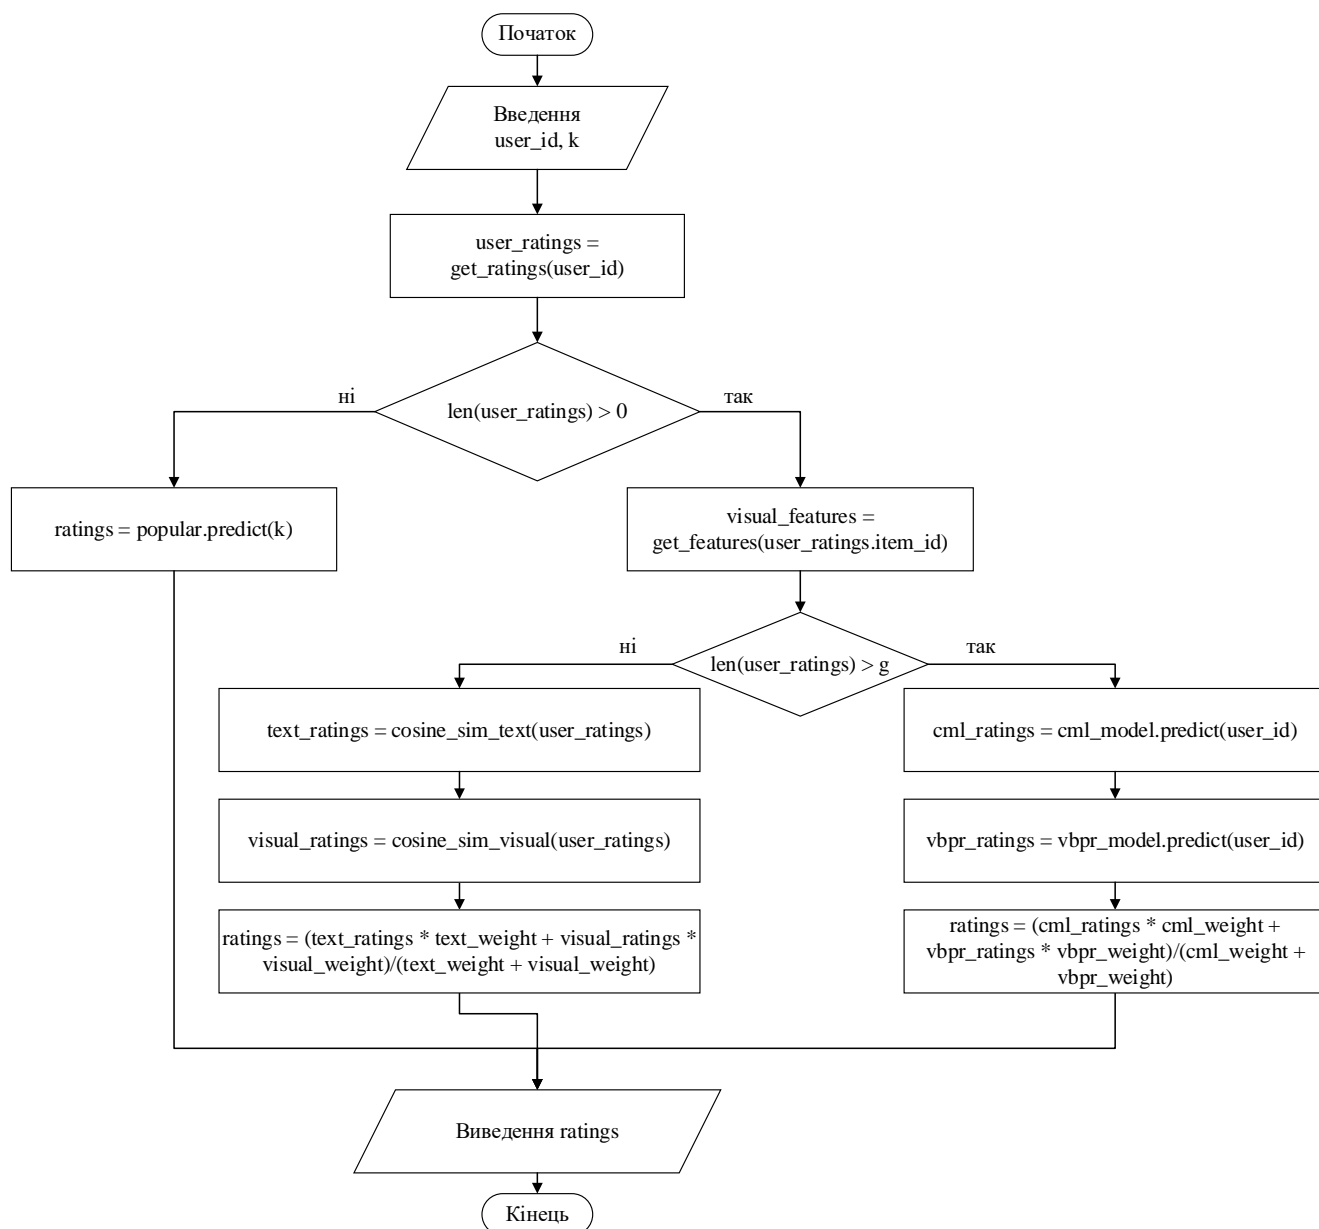 Початок
Введення
user_id, k
user_ratings =
get_ratings(user_id)
ні
len(user_ratings) > 0
так
ratings = popular.predict(k)
visual_features =
get_features(user_ratings.item_id)
ні
len(user_ratings) > g
так
text_ratings = cosine_sim_text(user_ratings)
cml_ratings = cml_model.predict(user_id)
visual_ratings = cosine_sim_visual(user_ratings)
vbpr_ratings = vbpr_model.predict(user_id)
ratings = (text_ratings * text_weight + visual_ratings *
visual_weight)/(text_weight + visual_weight)
ratings = (cml_ratings * cml_weight +
vbpr_ratings * vbpr_weight)/(cml_weight +
vbpr_weight)
Виведення ratings
Кінець